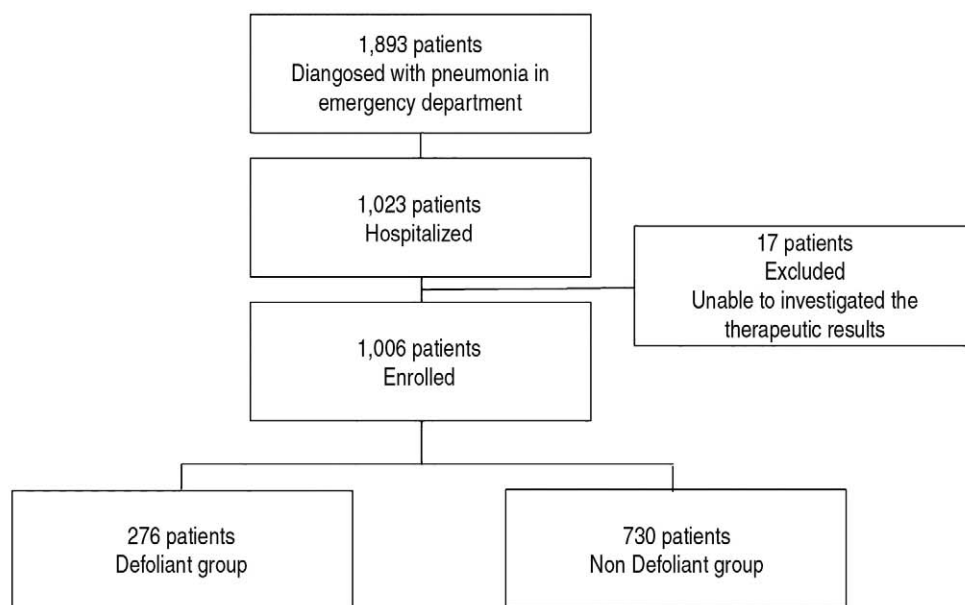 1,893 patients
Diangosed with pneumonia in
emergency department
1,023 patients
Hospitalized
17 patients
Excluded
Unable to investigated the
therapeutic results
1,006 patients
Enrolled
276 patients
Defoliant group
730 patients
Non Defoliant group